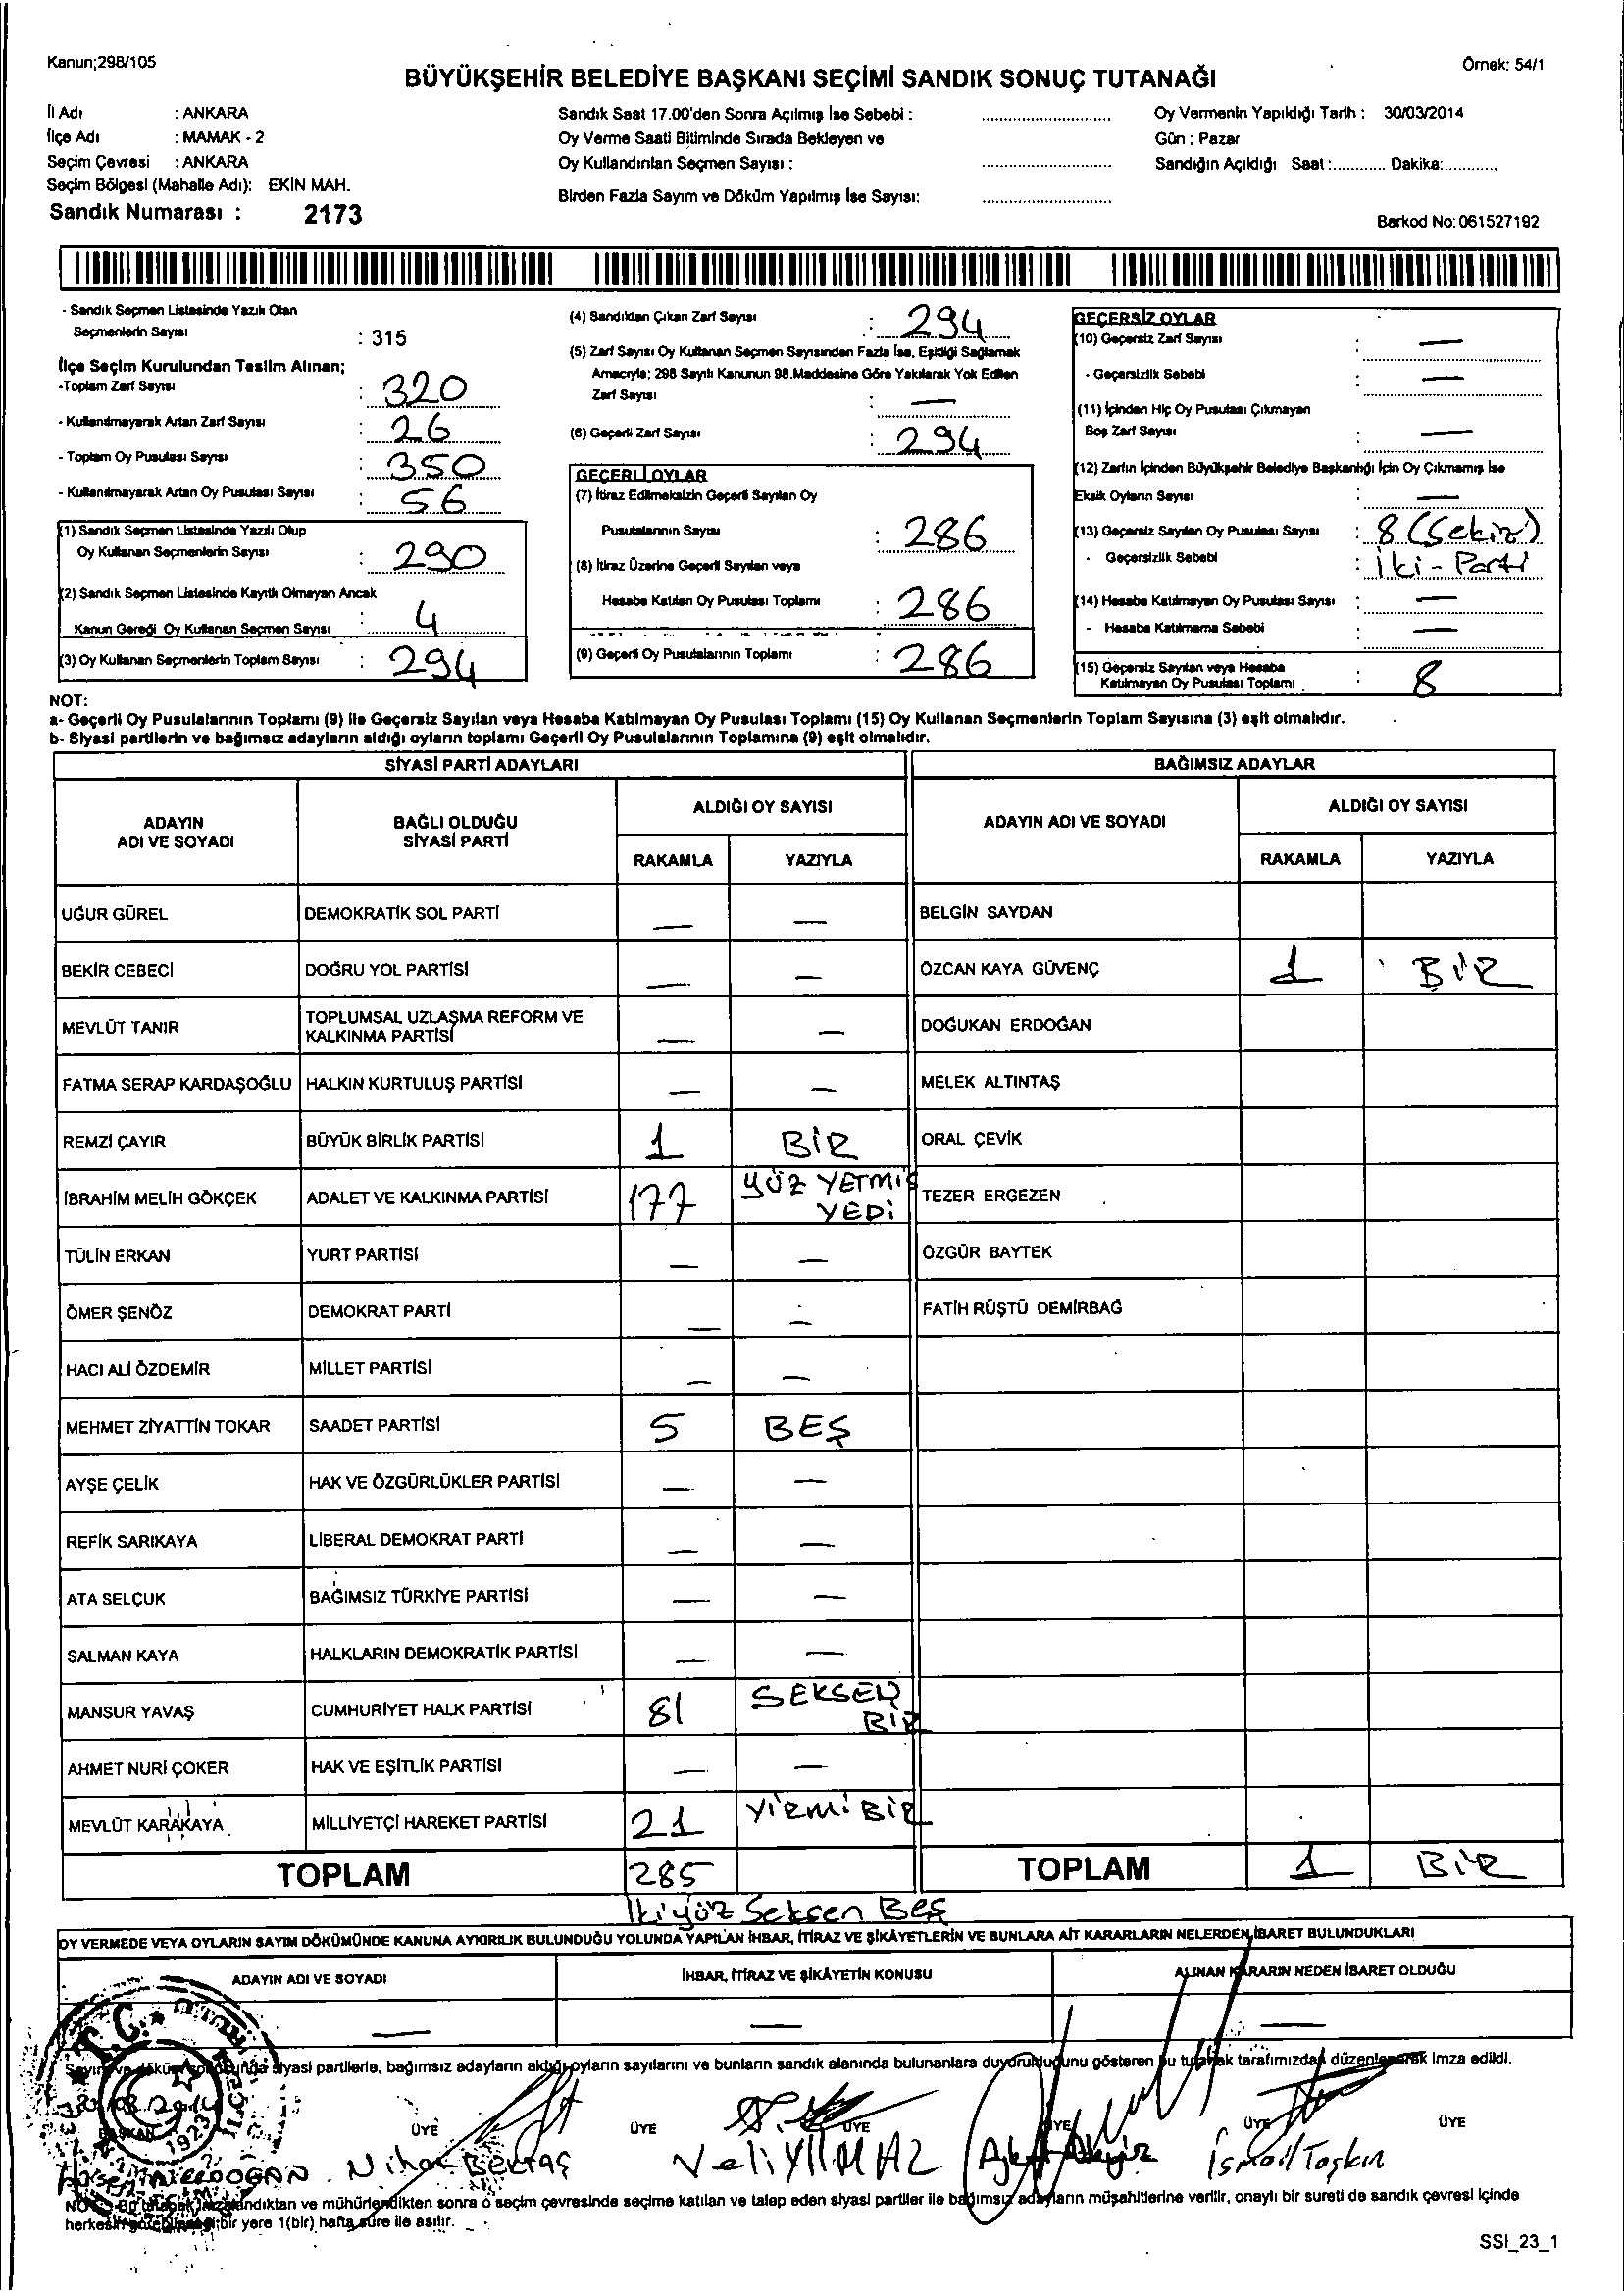 Kanun;298/105
Örnek: 54/1
BÜYÜKŞEHİR BELEDİYE BAŞKANI SEÇİMİ SANDIK SONUÇ TUTANAĞI
İl Adı : ANKARA
İlçe Adı : MAMAK - 2
Seçim Çevresi : ANKARA
Seçim Bölgesi (Mahalle Adı): EKİN MAH.
Sandık Numarası : 2173
Sandık Saat 17.00'den Sonra Açılmış İse Sebebi : ..............................
Oy Verme Saati Bitiminde Sırada Bekleyen ve
Oy Kullandırılan Seçmen Sayısı : ..............................
Birden Fazla Sayım ve Döküm Yapılmış İse Sayısı: ..............................
Oy Vermenin Yapıldığı Tarih : 30/03/2014
Gün : Pazar
Sandığın Açıldığı Saat :............ Dakika:............
Barkod No: 061527192
- Sandık Seçmen Listesinde Yazılı Olan
Seçmenlerin Sayısı : 315
İlçe Seçim Kurulundan Teslim Alınan;
-Toplam Zarf Sayısı : 320
- Kullanılmayarak Artan Zarf Sayısı : 26
- Toplam Oy Pusulası Sayısı : 350
- Kullanılmayarak Artan Oy Pusulası Sayısı : 56
(1) Sandık Seçmen Listesinde Yazılı Olup
Oy Kullanan Seçmenlerin Sayısı : 290
(2) Sandık Seçmen Listesinde Kayıtlı Olmayan Ancak
Kanun Gereği Oy Kullanan Seçmen Sayısı : 4
(3) Oy Kullanan Seçmenlerin Toplam Sayısı : 294
(4) Sandıktan Çıkan Zarf Sayısı : 294
(5) Zarf Sayısı Oy Kullanan Seçmen Sayısından Fazla İse, Eşitliği Sağlamak
Amacıyla; 298 Sayılı Kanunun 98.Maddesine Göre Yakılarak Yok Edilen
Zarf Sayısı : —
(6) Geçerli Zarf Sayısı : 294
GEÇERLİ OYLAR
(7) İtiraz Edilmeksizin Geçerli Sayılan Oy
Pusulalarının Sayısı : 286
(8) İtiraz Üzerine Geçerli Sayılan veya
Hesaba Katılan Oy Pusulası Toplamı : 286
(9) Geçerli Oy Pusulalarının Toplamı : 286
GEÇERSİZ OYLAR
(10) Geçersiz Zarf Sayısı : —
- Geçersizlik Sebebi : —
(11) İçinden Hiç Oy Pusulası Çıkmayan
Boş Zarf Sayısı : —
(12) Zarfın İçinden Büyükşehir Belediye Başkanlığı İçin Oy Çıkmamış İse
Eksik Oyların Sayısı : —
(13) Geçersiz Sayılan Oy Pusulası Sayısı : 8 (Sekiz)
- Geçersizlik Sebebi : İki - Parti
(14) Hesaba Katılmayan Oy Pusulası Sayısı : —
- Hesaba Katılmama Sebebi : —
(15) Geçersiz Sayılan veya Hesaba
Katılmayan Oy Pusulası Toplamı : 8
NOT:
a- Geçerli Oy Pusulalarının Toplamı (9) ile Geçersiz Sayılan veya Hesaba Katılmayan Oy Pusulası Toplamı (15) Oy Kullanan Seçmenlerin Toplam Sayısına (3) eşit olmalıdır.
b- Siyasi partilerin ve bağımsız adayların aldığı oyların toplamı Geçerli Oy Pusulalarının Toplamına (9) eşit olmalıdır.
SİYASİ PARTİ ADAYLARI
ADAYIN ADI VE SOYADI BAĞLI OLDUĞU SİYASİ PARTİ ALDIĞI OY SAYISI
RAKAMLA YAZIYLA
UĞUR GÜREL DEMOKRATİK SOL PARTİ — —
BEKİR CEBECİ DOĞRU YOL PARTİSİ — —
MEVLÜT TANIR TOPLUMSAL UZLAŞMA REFORM VE KALKINMA PARTİSİ — —
FATMA SERAP KARDAŞOĞLU HALKIN KURTULUŞ PARTİSİ — —
REMZİ ÇAYIR BÜYÜK BİRLİK PARTİSİ 1 BİR
İBRAHİM MELİH GÖKÇEK ADALET VE KALKINMA PARTİSİ 177 YÜZ YETMİŞ YEDİ
TÜLİN ERKAN YURT PARTİSİ — —
ÖMER ŞENÖZ DEMOKRAT PARTİ — —
HACI ALİ ÖZDEMİR MİLLET PARTİSİ — —
MEHMET ZİYATTİN TOKAR SAADET PARTİSİ 5 BEŞ
AYŞE ÇELİK HAK VE ÖZGÜRLÜKLER PARTİSİ — —
REFİK SARIKAYA LİBERAL DEMOKRAT PARTİ — —
ATA SELÇUK BAĞIMSIZ TÜRKİYE PARTİSİ — —
SALMAN KAYA HALKLARIN DEMOKRATİK PARTİSİ — —
MANSUR YAVAŞ CUMHURİYET HALK PARTİSİ 81 SEKSEN BİR
AHMET NURİ ÇOKER HAK VE EŞİTLİK PARTİSİ — —
MEVLÜT KARAKAYA MİLLİYETÇİ HAREKET PARTİSİ 21 YİRMİ BİR
TOPLAM 285
İkiyüz Seksen Beş
BAĞIMSIZ ADAYLAR
ADAYIN ADI VE SOYADI ALDIĞI OY SAYISI
RAKAMLA YAZIYLA
BELGİN SAYDAN
ÖZCAN KAYA GÜVENÇ 1 BİR
DOĞUKAN ERDOĞAN
MELEK ALTINTAŞ
ORAL ÇEVİK
TEZER ERGEZEN
ÖZGÜR BAYTEK
FATİH RÜŞTÜ DEMİRBAĞ
TOPLAM 1 BİR
OY VERMEDE VEYA OYLARIN SAYIM DÖKÜMÜNDE KANUNA AYKIRILIK BULUNDUĞU YOLUNDA YAPILAN İHBAR, İTİRAZ VE ŞİKÂYETLERİN VE BUNLARA AİT KARARLARIN NELERDEN İBARET BULUNDUKLARI
ADAYIN ADI VE SOYADI İHBAR, İTİRAZ VE ŞİKÂYETİN KONUSU ALINAN KARARIN NEDEN İBARET OLDUĞU
— — —
Sayım ve döküm sonucunda siyasi partilerle, bağımsız adayların aldığı oyların sayılarını ve bunların sandık alanında bulunanlara duyurulduğunu gösteren bu tutanak tarafımızdan düzenlenerek imza edildi.
T.C.
1923
30/03/2014
BAŞKAN ÜYE ÜYE ÜYE ÜYE ÜYE ÜYE
Nihat Bektaş Veli YILMAZ İsmail Taşkın
NOT: Bu tutanak imzalandıktan ve mühürlendikten sonra o seçim çevresinde seçime katılan ve talep eden siyasi partiler ile bağımsız adayların müşahitlerine verilir, onaylı bir sureti de sandık çevresi içinde
herkesin görebileceği bir yere 1(bir) hafta süre ile asılır.
SSI_23_1